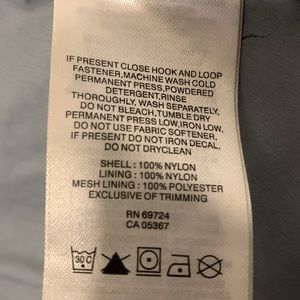 IF PRESENT CLOSE HOOK AND LOOP
FASTENER,MACHINE WASH COLD
PERMANENT PRESS,POWDERED
DETERGENT,RINSE
THOROUGHLY, WASH SEPARATELY,
DO NOT BLEACH,TUMBLE DRY
PERMANENT PRESS LOW,IRON LOW,
DO NOT USE FABRIC SOFTENER,
IF PRESENT DO NOT IRON DECAL,
DO NOT DRYCLEAN
SHELL : 100% NYLON
LINING : 100% NYLON
MESH LINING : 100% POLYESTER
EXCLUSIVE OF TRIMMING
RN 69724
CA 05367
30C